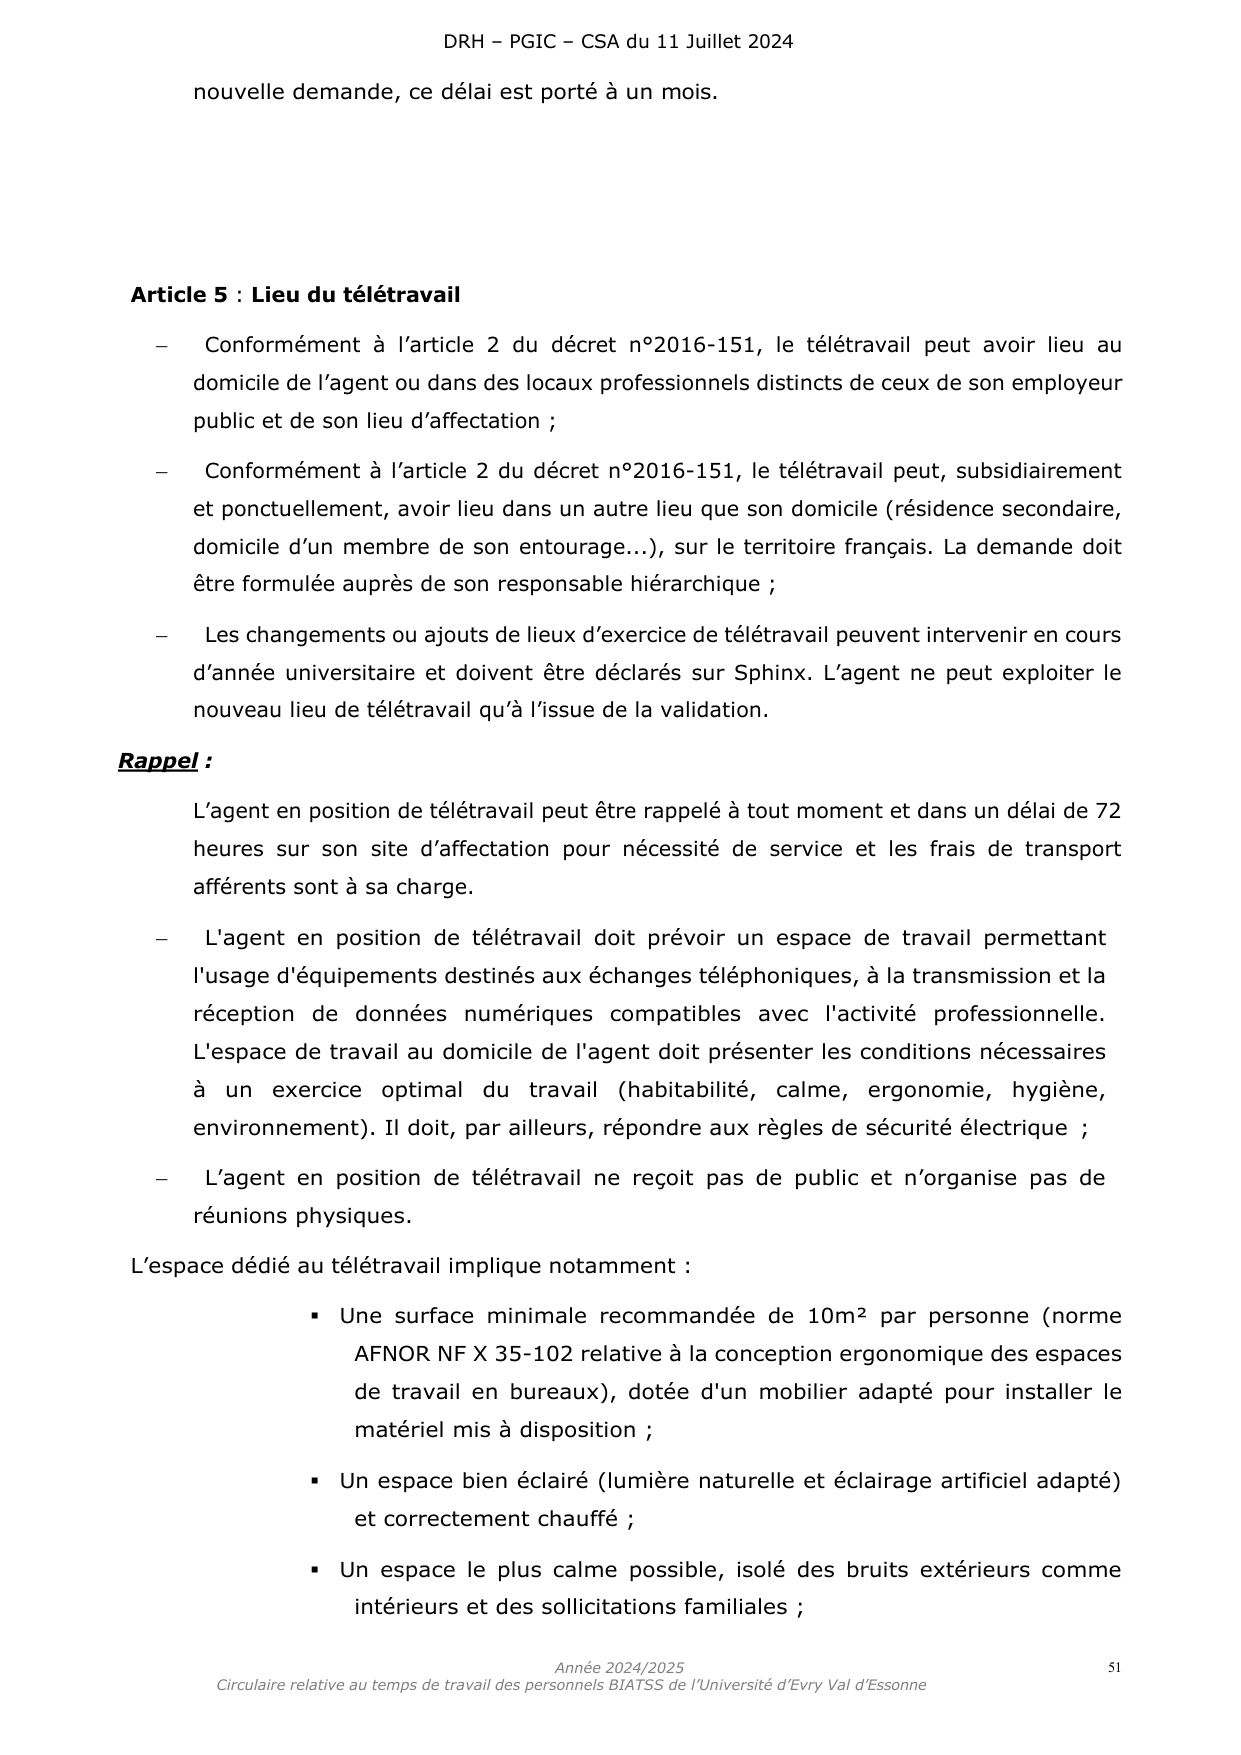 DRH – PGIC – CSA du 11 Juillet 2024
nouvelle demande, ce délai est porté à un mois.
Article 5 : Lieu du télétravail
– Conformément à l’article 2 du décret n°2016-151, le télétravail peut avoir lieu au
domicile de l’agent ou dans des locaux professionnels distincts de ceux de son employeur
public et de son lieu d’affectation ;
– Conformément à l’article 2 du décret n°2016-151, le télétravail peut, subsidiairement
et ponctuellement, avoir lieu dans un autre lieu que son domicile (résidence secondaire,
domicile d’un membre de son entourage...), sur le territoire français. La demande doit
être formulée auprès de son responsable hiérarchique ;
– Les changements ou ajouts de lieux d’exercice de télétravail peuvent intervenir en cours
d’année universitaire et doivent être déclarés sur Sphinx. L’agent ne peut exploiter le
nouveau lieu de télétravail qu’à l’issue de la validation.
Rappel :
L’agent en position de télétravail peut être rappelé à tout moment et dans un délai de 72
heures sur son site d’affectation pour nécessité de service et les frais de transport
afférents sont à sa charge.
– L'agent en position de télétravail doit prévoir un espace de travail permettant
l'usage d'équipements destinés aux échanges téléphoniques, à la transmission et la
réception de données numériques compatibles avec l'activité professionnelle.
L'espace de travail au domicile de l'agent doit présenter les conditions nécessaires
à un exercice optimal du travail (habitabilité, calme, ergonomie, hygiène,
environnement). Il doit, par ailleurs, répondre aux règles de sécurité électrique ;
– L’agent en position de télétravail ne reçoit pas de public et n’organise pas de
réunions physiques.
L’espace dédié au télétravail implique notamment :
▪ Une surface minimale recommandée de 10m² par personne (norme
AFNOR NF X 35-102 relative à la conception ergonomique des espaces
de travail en bureaux), dotée d'un mobilier adapté pour installer le
matériel mis à disposition ;
▪ Un espace bien éclairé (lumière naturelle et éclairage artificiel adapté)
et correctement chauffé ;
▪ Un espace le plus calme possible, isolé des bruits extérieurs comme
intérieurs et des sollicitations familiales ;
Année 2024/2025 51
Circulaire relative au temps de travail des personnels BIATSS de l’Université d’Evry Val d’Essonne